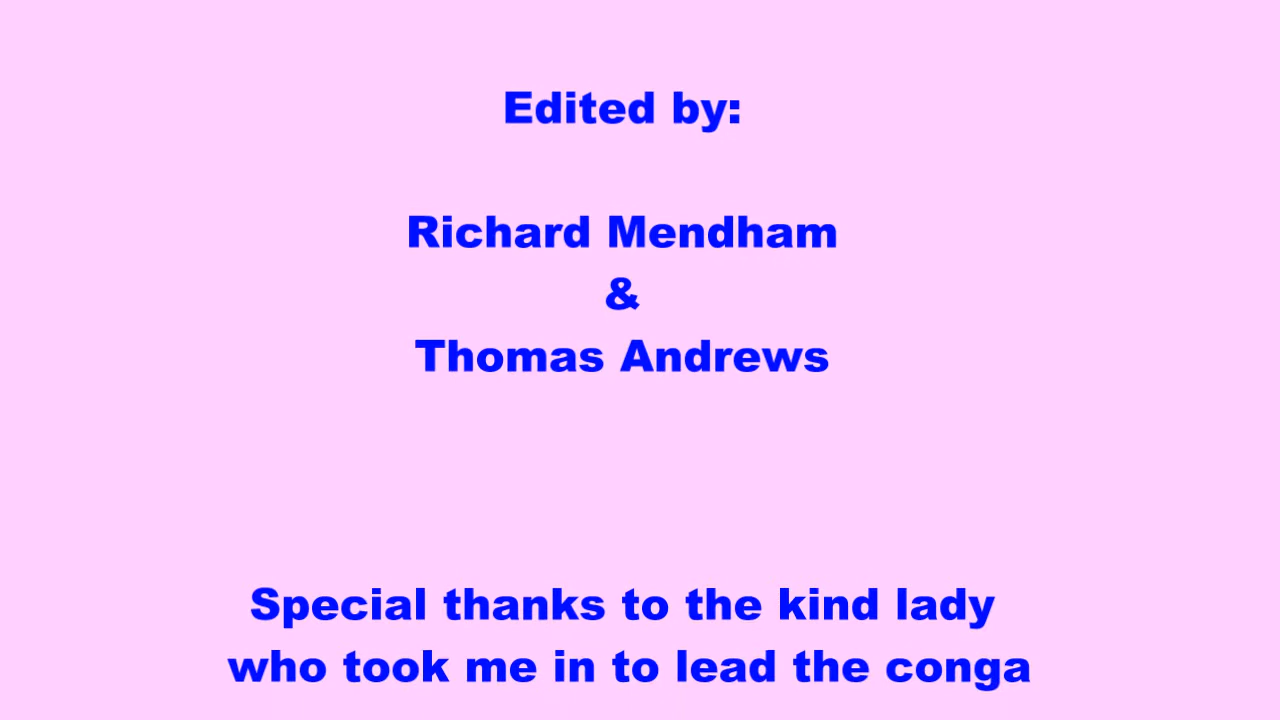 Edited by:
Richard Mendham
&
Thomas Andrews
Special thanks to the kind lady
who took me in to lead the conga